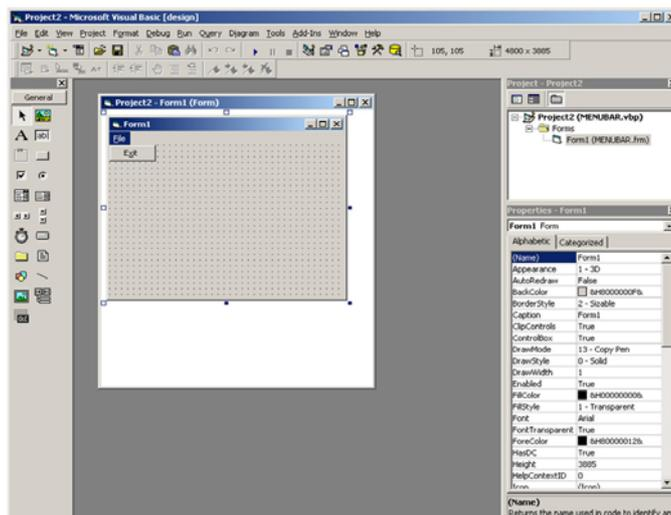 Project2 - Microsoft Visual Basic [design]
File Edit View Project Format Debug Run Query Diagram Tools Add-Ins Window Help
105, 105 4800 x 3885
General
Project2 - Form1 (Form)
Form1
File
Exit
Project - Project2
Project2 (MENUBAR.vbp)
Forms
Form1 (MENUBAR.frm)
Properties - Form1
Form1 Form
Alphabetic Categorized
(Name) Form1
Appearance 1 - 3D
AutoRedraw False
BackColor &H8000000F&
BorderStyle 2 - Sizable
Caption Form1
ClipControls True
ControlBox True
DrawMode 13 - Copy Pen
DrawStyle 0 - Solid
DrawWidth 1
Enabled True
FillColor &H00000000&
FillStyle 1 - Transparent
Font Arial
FontTransparent True
ForeColor &H80000012&
HasDC True
Height 3885
HelpContextID 0
Icon (Icon)
(Name)
Returns the name used in code to identify an